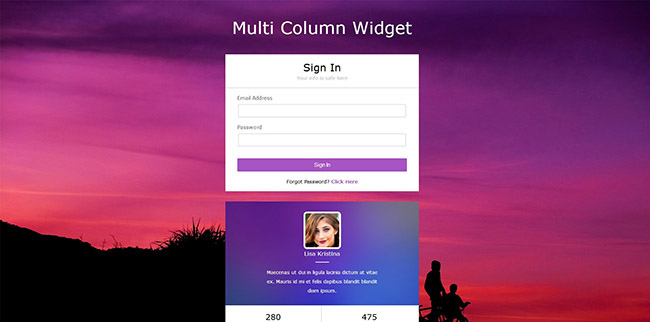 Multi Column Widget
Sign In
Your info is safe here
Email Address
Password
Sign In
Forgot Password? Click Here
Lisa Kristina
Maecenas ut dui in ligula lacinia dictum at vitae
ex. Mauris id mi et felis dapibus blandit blandit
diam ipsum.
280 475